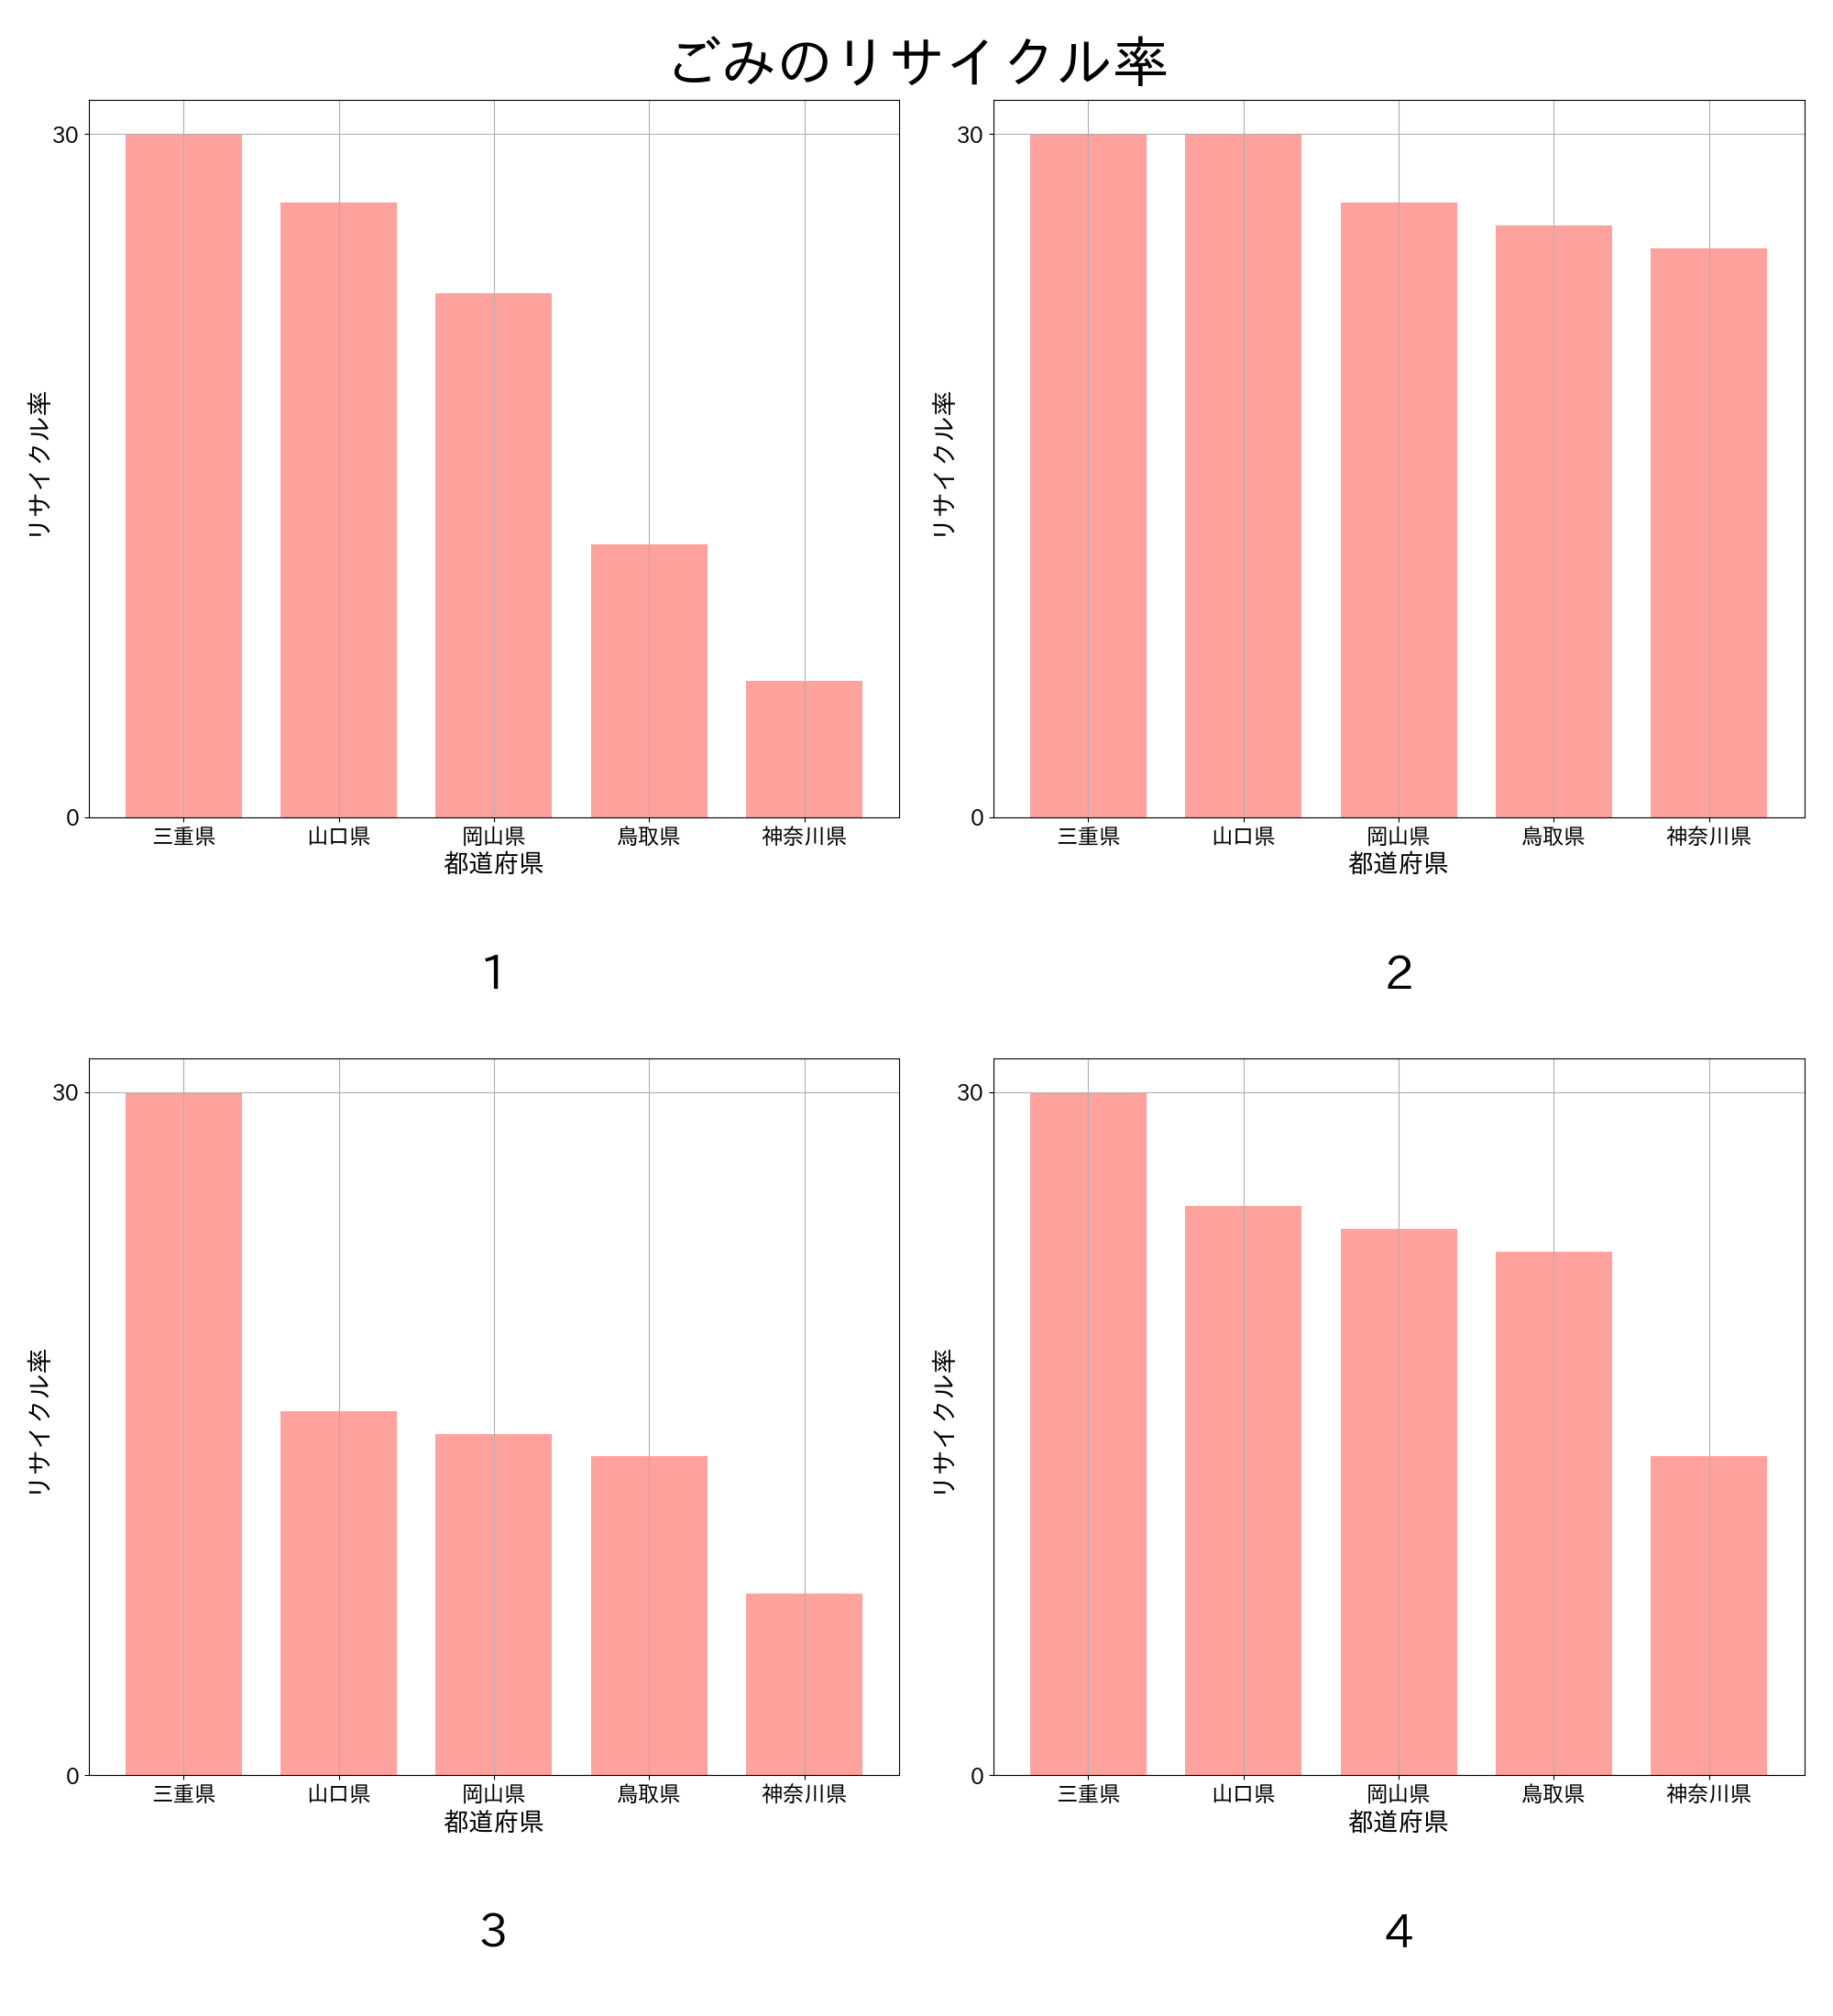 ごみのリサイクル率
30
0
リサイクル率
三重県 山口県 岡山県 鳥取県 神奈川県
都道府県
1
30
0
リサイクル率
三重県 山口県 岡山県 鳥取県 神奈川県
都道府県
2
30
0
リサイクル率
三重県 山口県 岡山県 鳥取県 神奈川県
都道府県
3
30
0
リサイクル率
三重県 山口県 岡山県 鳥取県 神奈川県
都道府県
4